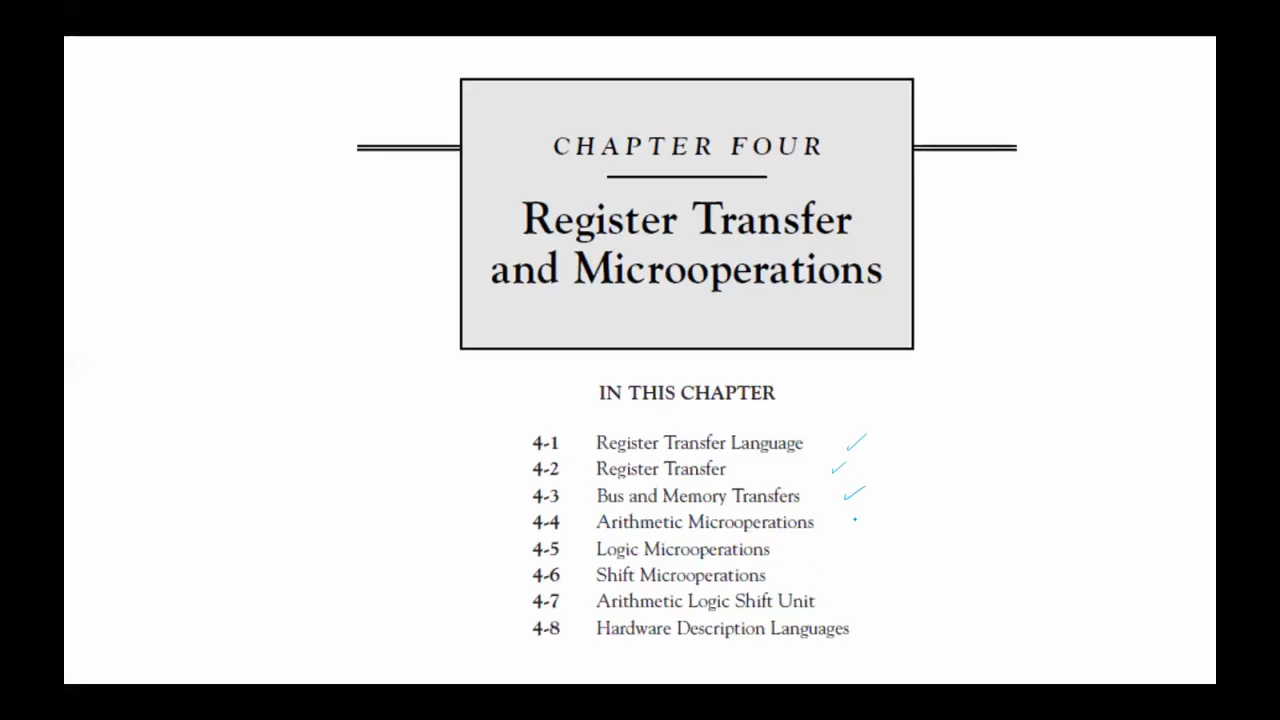 CHAPTER FOUR
Register Transfer
and Microoperations
IN THIS CHAPTER
4-1 Register Transfer Language
4-2 Register Transfer
4-3 Bus and Memory Transfers
4-4 Arithmetic Microoperations
4-5 Logic Microoperations
4-6 Shift Microoperations
4-7 Arithmetic Logic Shift Unit
4-8 Hardware Description Languages